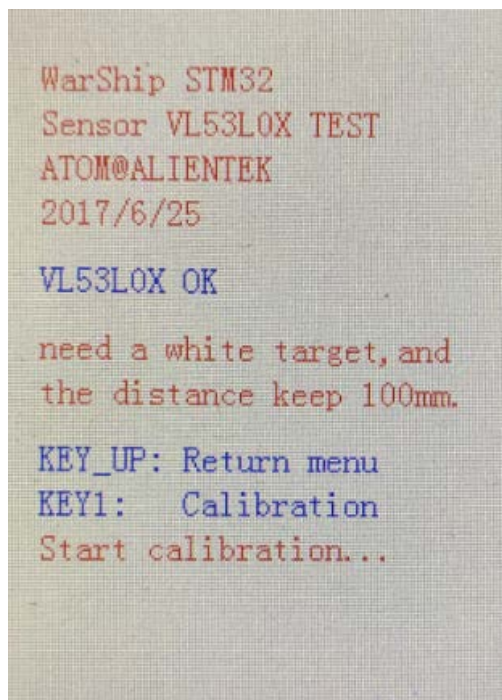 WarShip STM32
Sensor VL53L0X TEST
ATOM@ALIENTEK
2017/6/25
VL53L0X OK
need a white target, and
the distance keep 100mm.
KEY_UP: Return menu
KEY1:   Calibration
Start calibration...